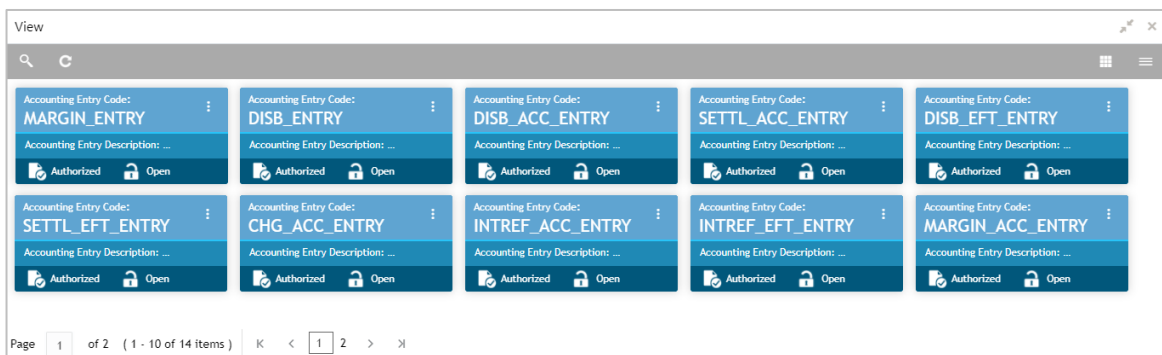 View
Accounting Entry Code: Accounting Entry Code: Accounting Entry Code: Accounting Entry Code: Accounting Entry Code:
MARGIN_ENTRY DISB_ENTRY DISB_ACC_ENTRY SETTL_ACC_ENTRY DISB_EFT_ENTRY
Accounting Entry Description: ... Accounting Entry Description: ... Accounting Entry Description: ... Accounting Entry Description: ... Accounting Entry Description: ...
Authorized Open Authorized Open Authorized Open Authorized Open Authorized Open
Accounting Entry Code: Accounting Entry Code: Accounting Entry Code: Accounting Entry Code: Accounting Entry Code:
SETTL_EFT_ENTRY CHG_ACC_ENTRY INTREF_ACC_ENTRY INTREF_EFT_ENTRY MARGIN_ACC_ENTRY
Accounting Entry Description: ... Accounting Entry Description: ... Accounting Entry Description: ... Accounting Entry Description: ... Accounting Entry Description: ...
Authorized Open Authorized Open Authorized Open Authorized Open Authorized Open
Page 1 of 2 ( 1 - 10 of 14 items ) 1 2